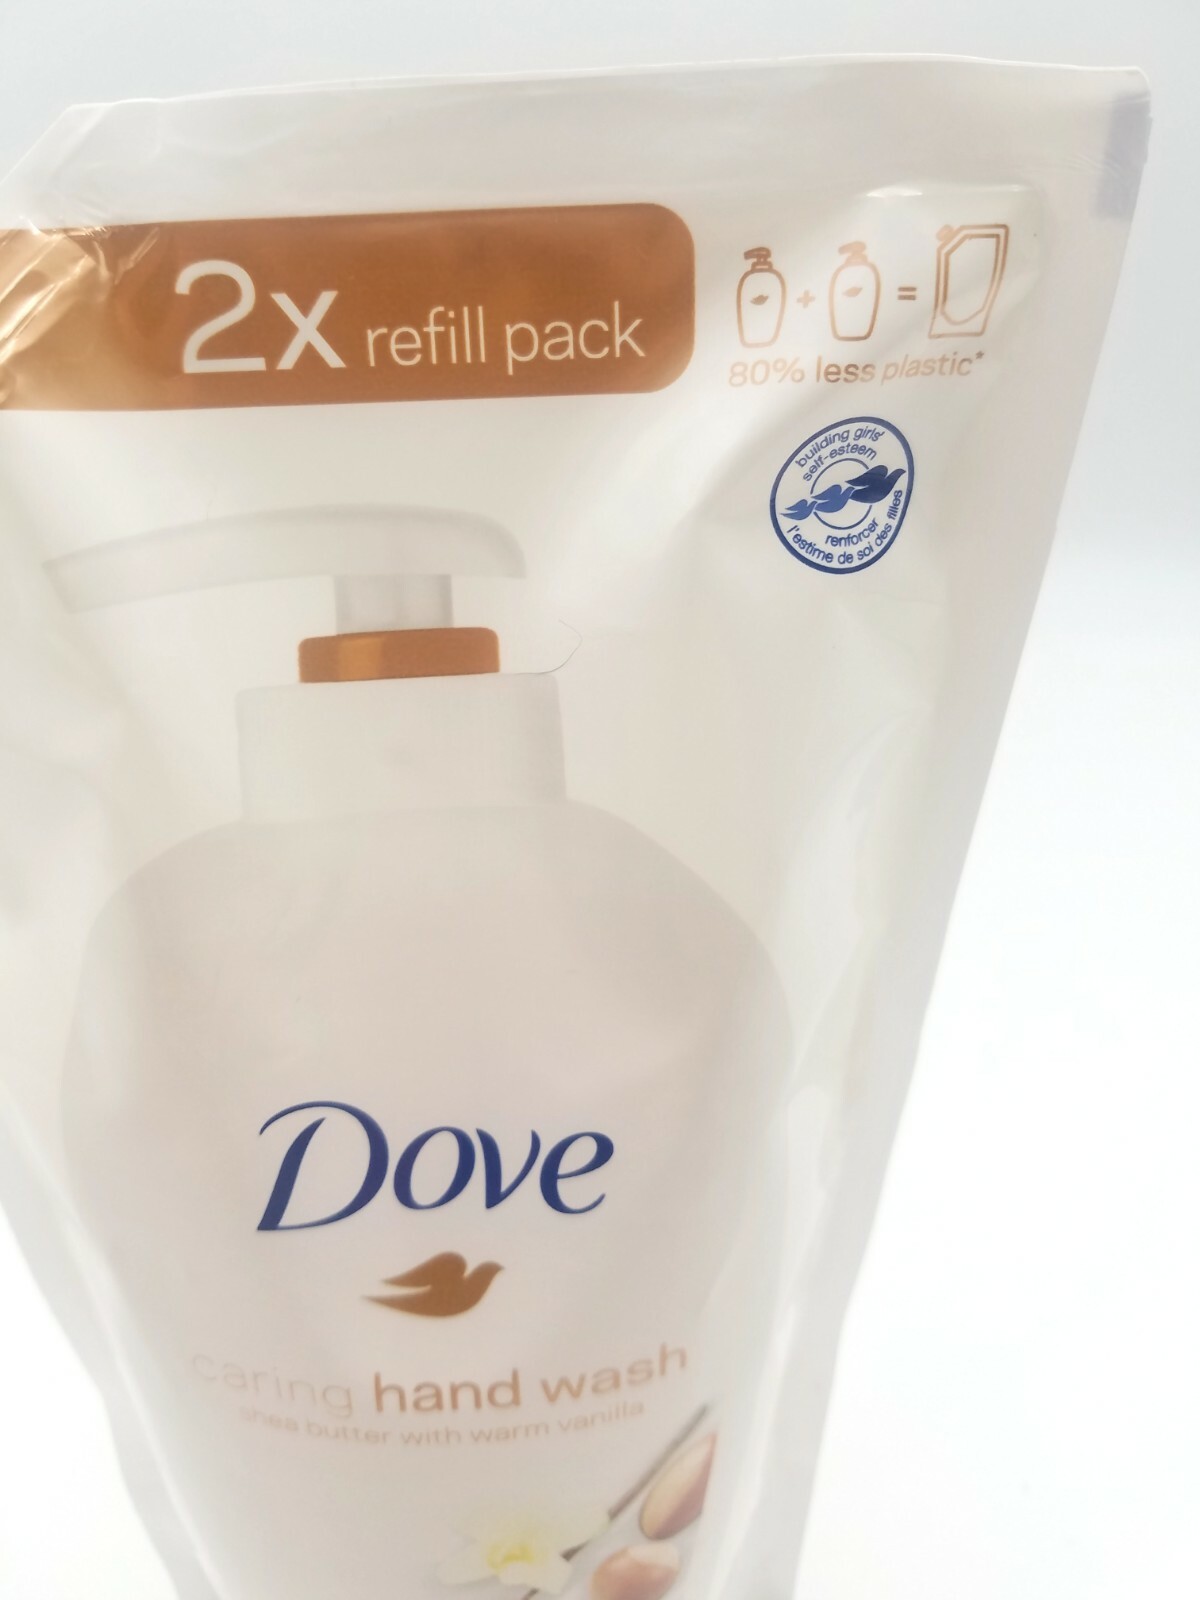 2x refill pack
+ =
80% less plastic*
building girls'
self-esteem
renforcer
l'estime de soi des filles
Dove
caring hand wash
shea butter with warm vanilla